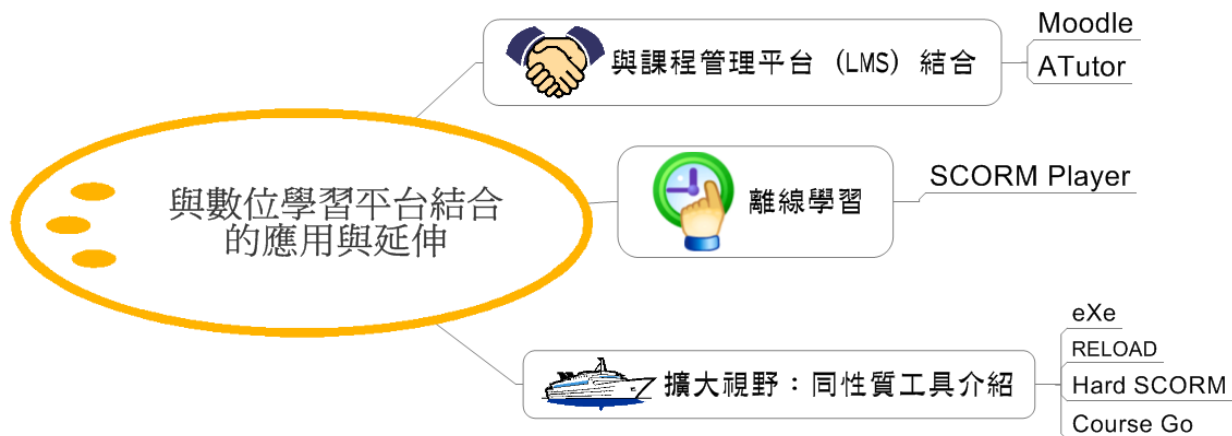 與數位學習平台結合
的應用與延伸
與課程管理平台 (LMS) 結合
Moodle
ATutor
離線學習
SCORM Player
擴大視野：同性質工具介紹
eXe
RELOAD
Hard SCORM
Course Go